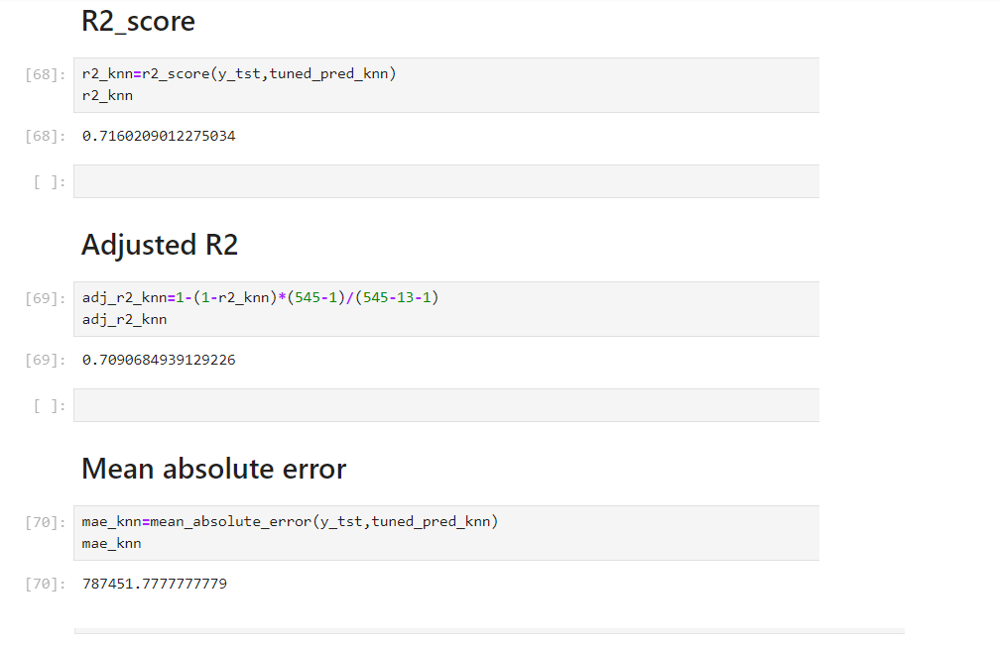 R2_score
[68]: r2_knn=r2_score(y_tst,tuned_pred_knn)
r2_knn
[68]: 0.7160209012275034
[ ]:
Adjusted R2
[69]: adj_r2_knn=1-(1-r2_knn)*(545-1)/(545-13-1)
adj_r2_knn
[69]: 0.7090684939129226
[ ]:
Mean absolute error
[70]: mae_knn=mean_absolute_error(y_tst,tuned_pred_knn)
mae_knn
[70]: 787451.7777777779